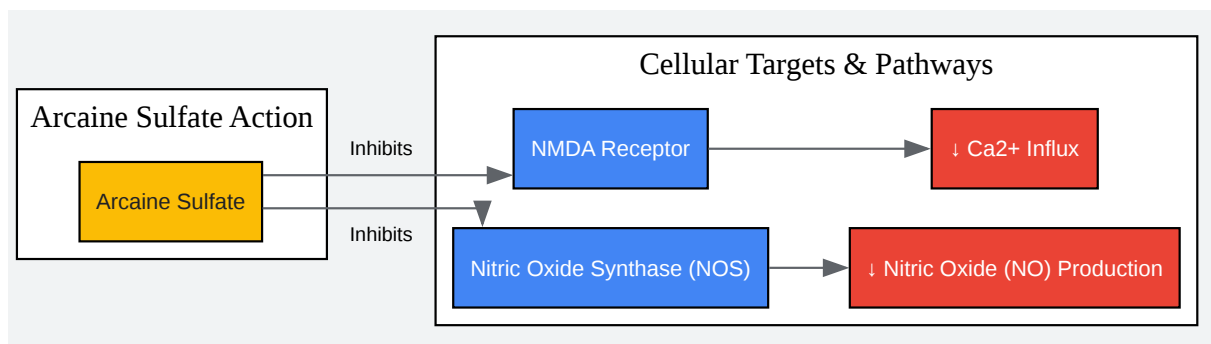 Arcaine Sulfate Action
Arcaine Sulfate
Inhibits
Inhibits
Cellular Targets & Pathways
NMDA Receptor
↓ Ca2+ Influx
Nitric Oxide Synthase (NOS)
↓ Nitric Oxide (NO) Production